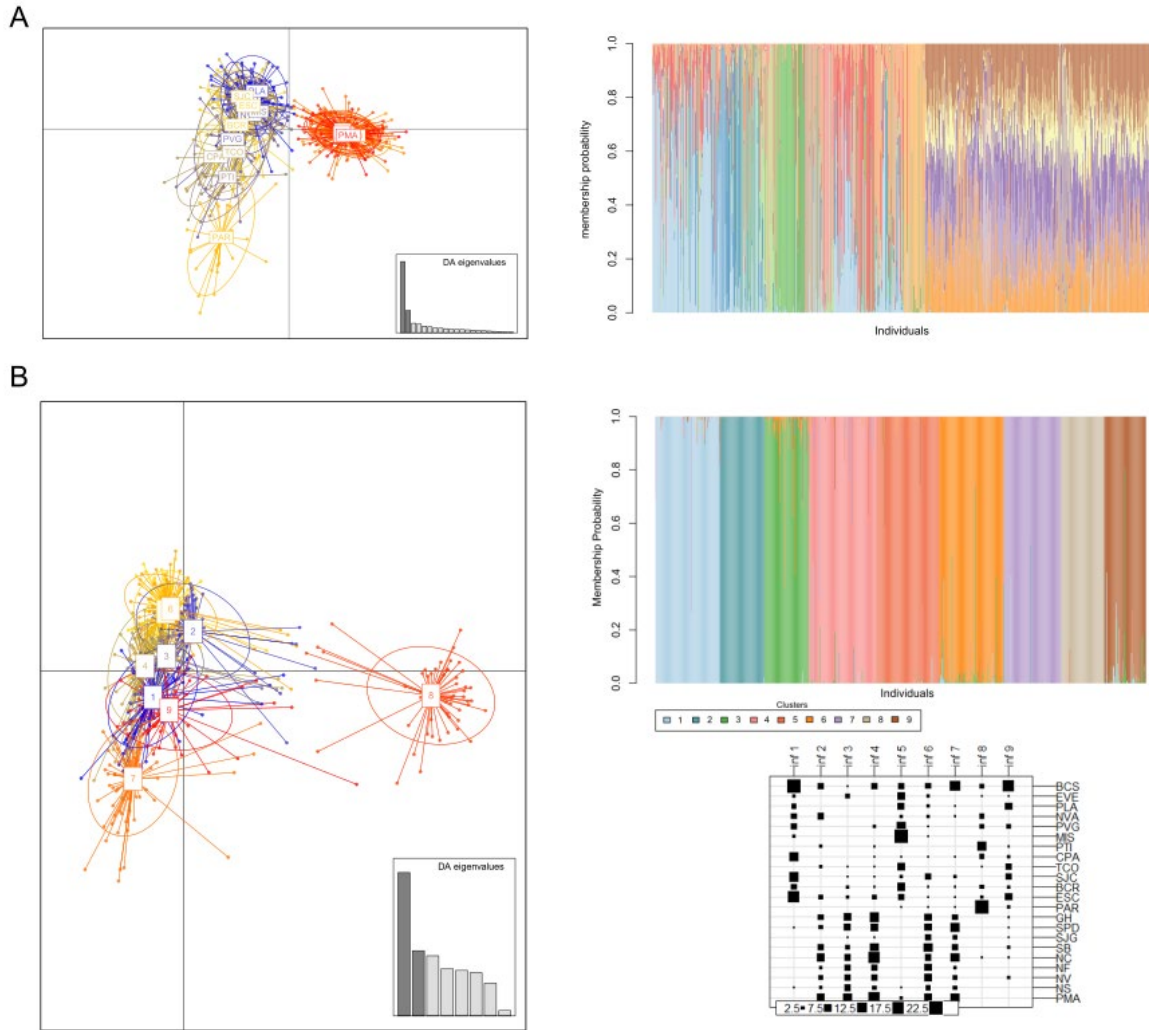 A
PLA
SJC
ESC
PVG
TCO
CPA
PTI
PAR
PMA
DA eigenvalues
membership probability
0.0 0.2 0.4 0.6 0.8 1.0
Individuals
B
6
2
3
4
1
9
7
8
DA eigenvalues
Membership Probability
0.0 0.2 0.4 0.6 0.8 1.0
Individuals
Clusters
1 2 3 4 5 6 7 8 9
inf 1 inf 2 inf 3 inf 4 inf 5 inf 6 inf 7 inf 8 inf 9
BCS
EVE
PLA
NVA
PVG
MIS
PTI
CPA
TCO
SJC
BCR
ESC
PAR
GH
SPD
SJG
SB
NC
NF
NV
NS
PMA
2.5 7.5 12.5 17.5 22.5